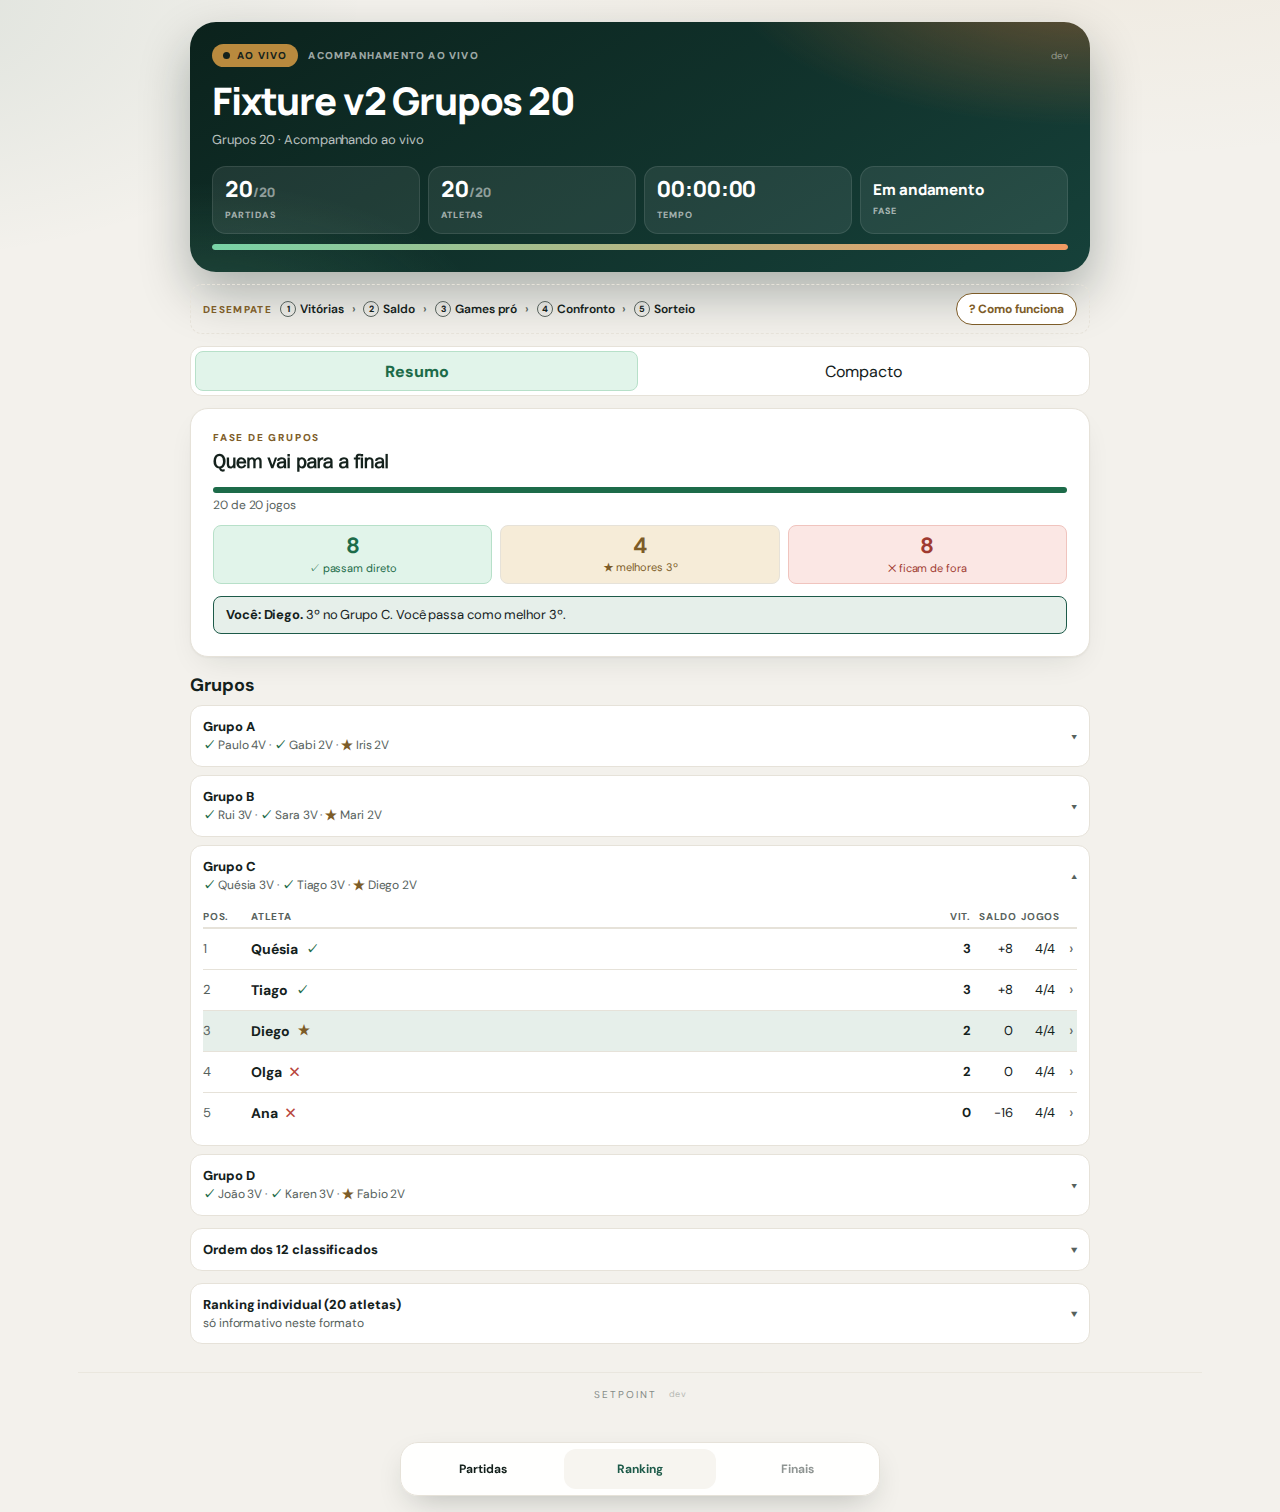 AO VIVO ACOMPANHAMENTO AO VIVO dev
Fixture v2 Grupos 20
Grupos 20 · Acompanhando ao vivo
20/20 20/20 00:00:00 Em andamento
PARTIDAS ATLETAS TEMPO FASE
DESEMPATE 1 Vitórias › 2 Saldo › 3 Games pró › 4 Confronto › 5 Sorteio ? Como funciona
Resumo Compacto
FASE DE GRUPOS
Quem vai para a final
20 de 20 jogos
8 4 8
✓ passam direto ★ melhores 3º ✕ ficam de fora
Você: Diego. 3º no Grupo C. Você passa como melhor 3º.
Grupos
Grupo A
✓ Paulo 4V · ✓ Gabi 2V · ★ Iris 2V ▾
Grupo B
✓ Rui 3V · ✓ Sara 3V · ★ Mari 2V ▾
Grupo C
✓ Quésia 3V · ✓ Tiago 3V · ★ Diego 2V ▴
POS. ATLETA VIT. SALDO JOGOS
1 Quésia ✓ 3 +8 4/4 ›
2 Tiago ✓ 3 +8 4/4 ›
3 Diego ★ 2 0 4/4 ›
4 Olga ✕ 2 0 4/4 ›
5 Ana ✕ 0 -16 4/4 ›
Grupo D
✓ João 3V · ✓ Karen 3V · ★ Fabio 2V ▾
Ordem dos 12 classificados ▾
Ranking individual (20 atletas)
só informativo neste formato ▾
SETPOINT dev
Partidas Ranking Finais